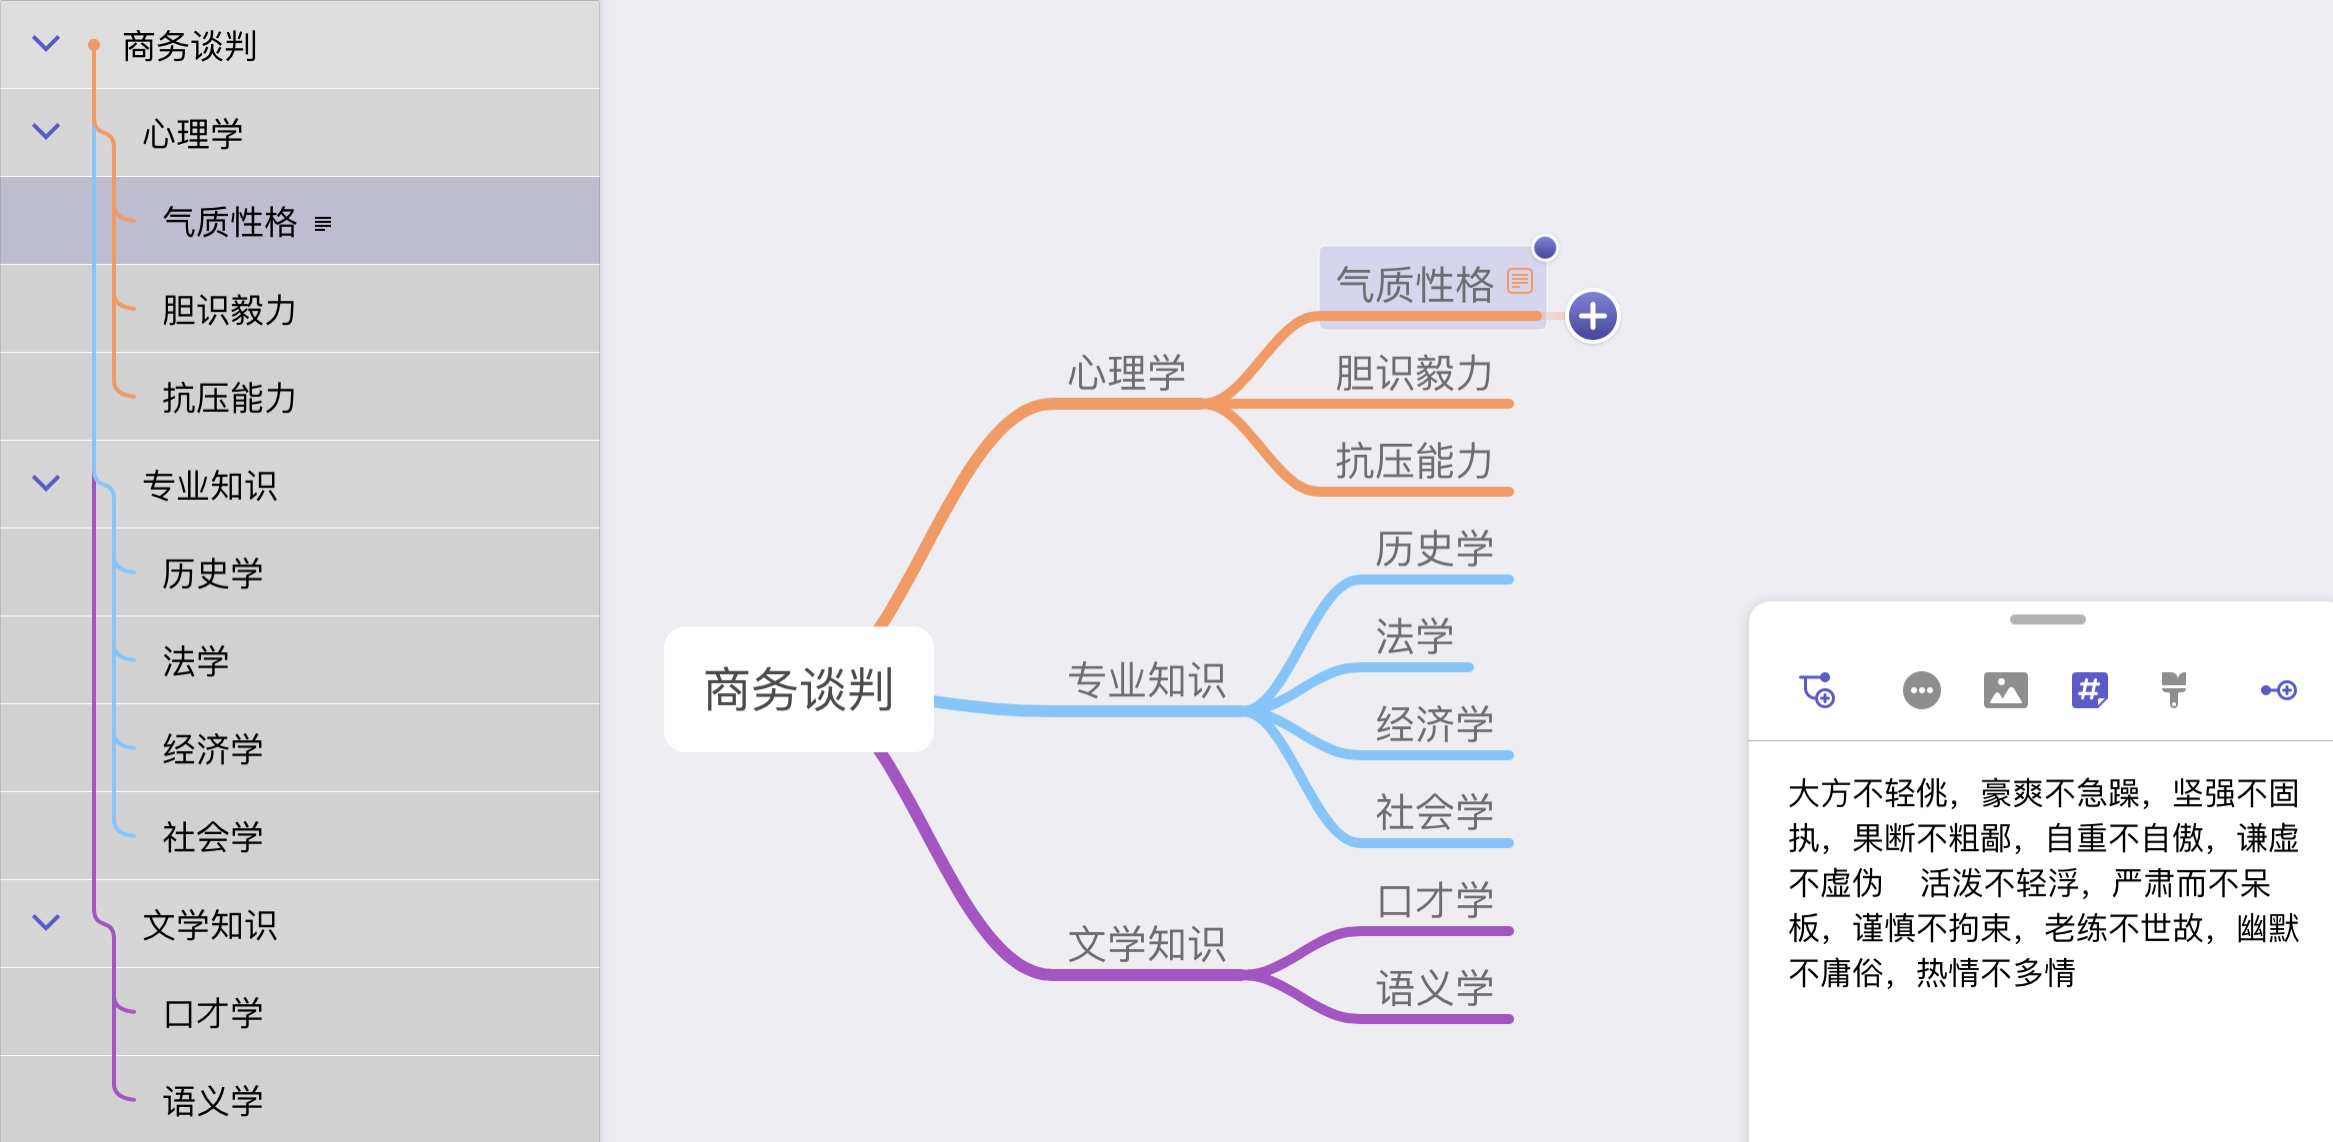 商务谈判
心理学
气质性格
胆识毅力
抗压能力
专业知识
历史学
法学
经济学
社会学
文学知识
口才学
语义学
商务谈判
心理学
气质性格
胆识毅力
抗压能力
专业知识
历史学
法学
经济学
社会学
文学知识
口才学
语义学
大方不轻佻，豪爽不急躁，坚强不固
执，果断不粗鄙，自重不自傲，谦虚
不虚伪　活泼不轻浮，严肃而不呆
板，谨慎不拘束，老练不世故，幽默
不庸俗，热情不多情